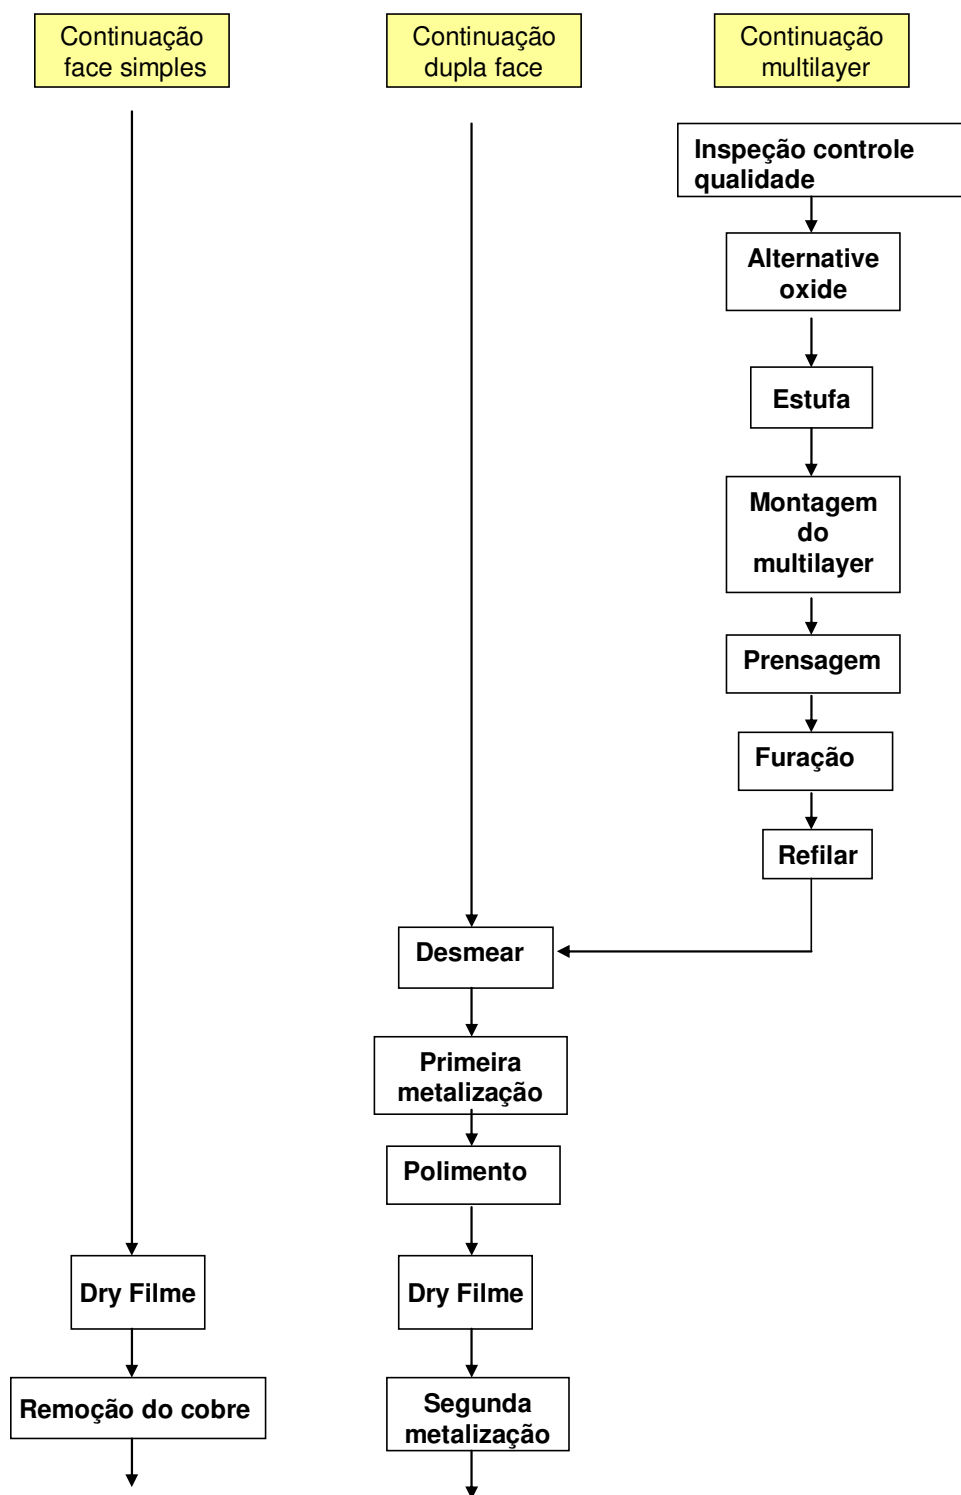 Continuação
face simples
Continuação
dupla face
Continuação
multilayer
Inspeção controle
qualidade
Alternative
oxide
Estufa
Montagem
do
multilayer
Prensagem
Furação
Refilar
Desmear
Primeira
metalização
Polimento
Dry Filme
Dry Filme
Remoção do cobre
Segunda
metalização